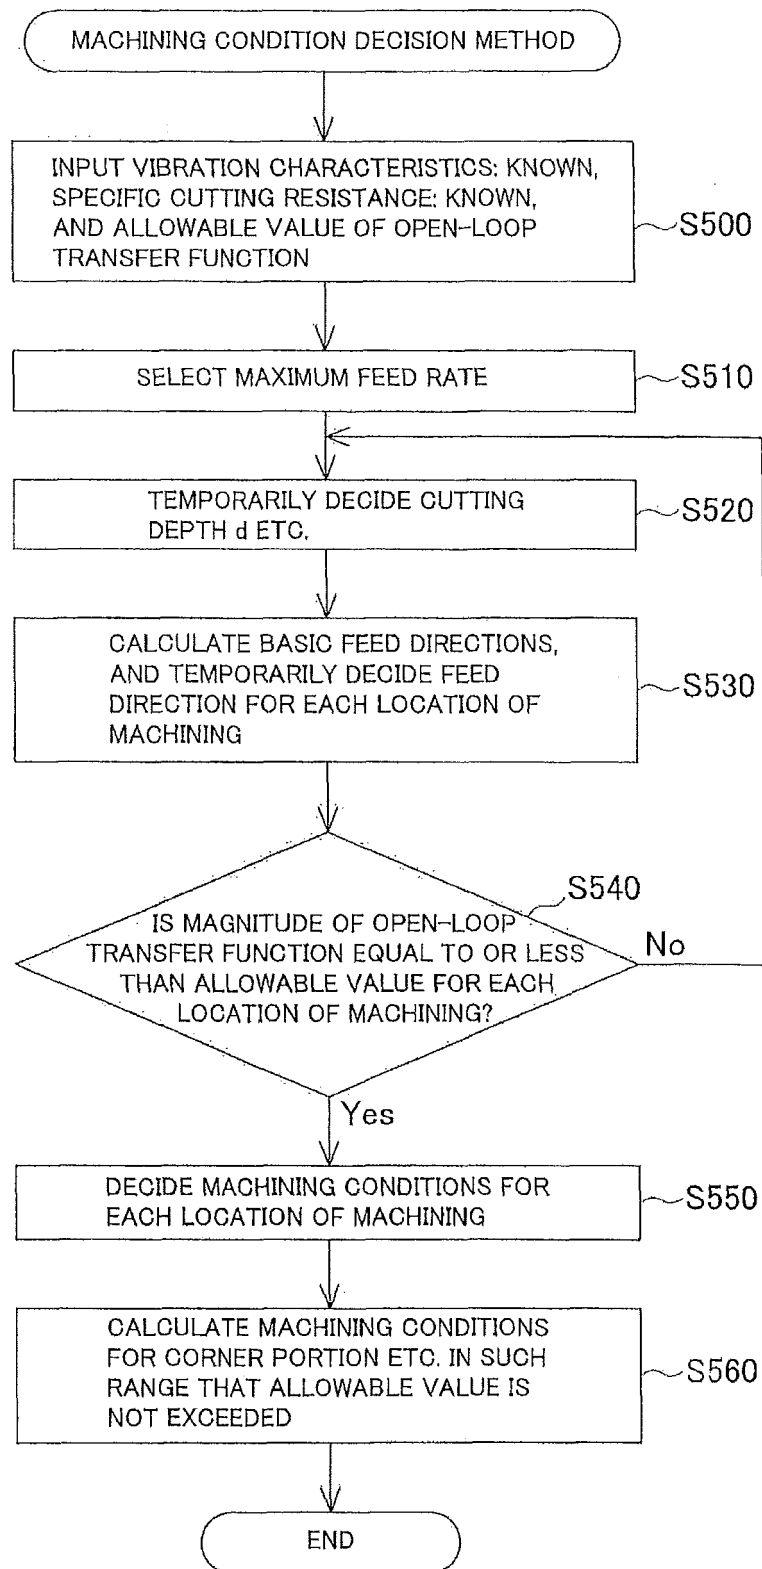 MACHINING CONDITION DECISION METHOD
INPUT VIBRATION CHARACTERISTICS: KNOWN,
SPECIFIC CUTTING RESISTANCE: KNOWN,
AND ALLOWABLE VALUE OF OPEN-LOOP
TRANSFER FUNCTION
S500
SELECT MAXIMUM FEED RATE
S510
TEMPORARILY DECIDE CUTTING
DEPTH d ETC.
S520
CALCULATE BASIC FEED DIRECTIONS,
AND TEMPORARILY DECIDE FEED
DIRECTION FOR EACH LOCATION OF
MACHINING
S530
S540
IS MAGNITUDE OF OPEN-LOOP
TRANSFER FUNCTION EQUAL TO OR LESS
THAN ALLOWABLE VALUE FOR EACH
LOCATION OF MACHINING?
No
Yes
DECIDE MACHINING CONDITIONS FOR
EACH LOCATION OF MACHINING
S550
CALCULATE MACHINING CONDITIONS
FOR CORNER PORTION ETC. IN SUCH
RANGE THAT ALLOWABLE VALUE IS
NOT EXCEEDED
S560
END